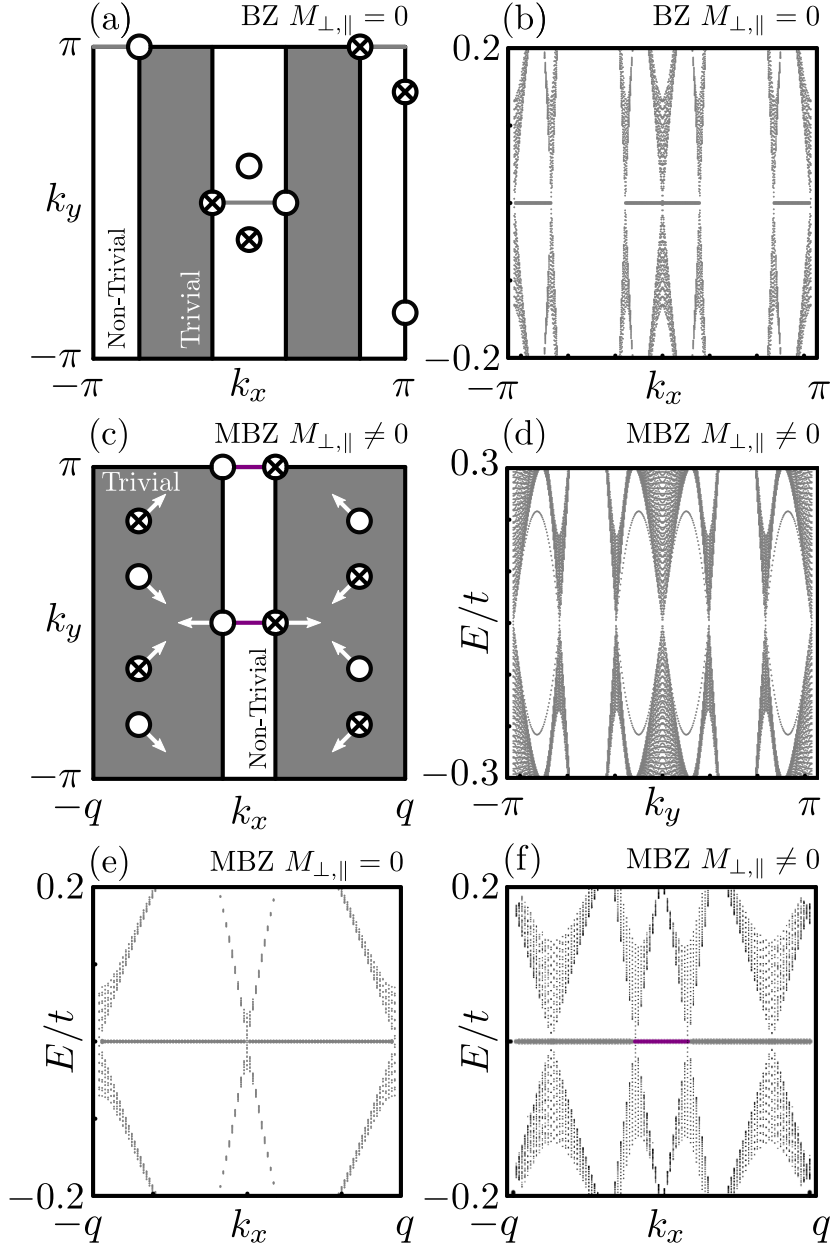 (a) BZ M⊥,∥ = 0
π
k_y
−π
Non-Trivial
Trivial
−π k_x π
(b) BZ M⊥,∥ = 0
0.2
−0.2
−π k_x π
(c) MBZ M⊥,∥ ≠ 0
π
Trivial
k_y
Non-Trivial
−π
−q k_x q
(d) MBZ M⊥,∥ ≠ 0
0.3
E/t
−0.3
−π k_y π
(e) MBZ M⊥,∥ = 0
0.2
E/t
−0.2
−q k_x q
(f) MBZ M⊥,∥ ≠ 0
0.2
E/t
−0.2
−q k_x q